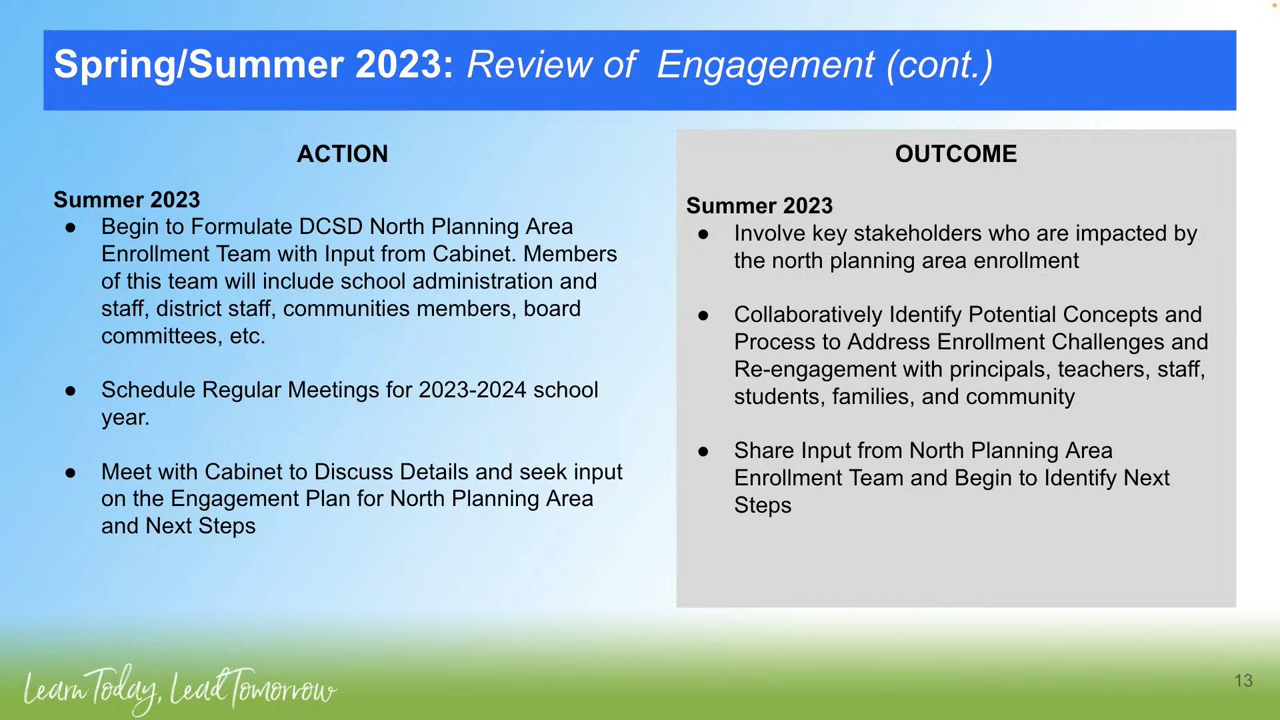 Spring/Summer 2023: Review of Engagement (cont.)
ACTION
Summer 2023
● Begin to Formulate DCSD North Planning Area
Enrollment Team with Input from Cabinet. Members
of this team will include school administration and
staff, district staff, communities members, board
committees, etc.
● Schedule Regular Meetings for 2023-2024 school
year.
● Meet with Cabinet to Discuss Details and seek input
on the Engagement Plan for North Planning Area
and Next Steps
OUTCOME
Summer 2023
● Involve key stakeholders who are impacted by
the north planning area enrollment
● Collaboratively Identify Potential Concepts and
Process to Address Enrollment Challenges and
Re-engagement with principals, teachers, staff,
students, families, and community
● Share Input from North Planning Area
Enrollment Team and Begin to Identify Next
Steps
Learn Today, Lead Tomorrow
13